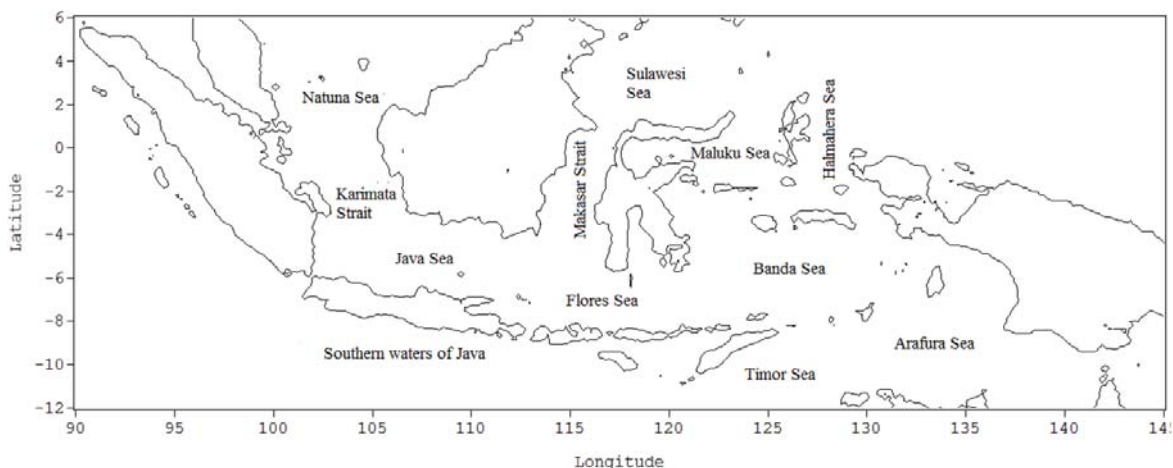 6
4
2
0
-2
-4
-6
-8
-10
-12
Latitude
Natuna Sea
Sulawesi
Sea
Halmahera Sea
Maluku Sea
Makasar Strait
Karimata
Strait
Java Sea
Banda Sea
Flores Sea
Southern waters of Java
Arafura Sea
Timor Sea
90 95 100 105 110 115 120 125 130 135 140 145
Longitude